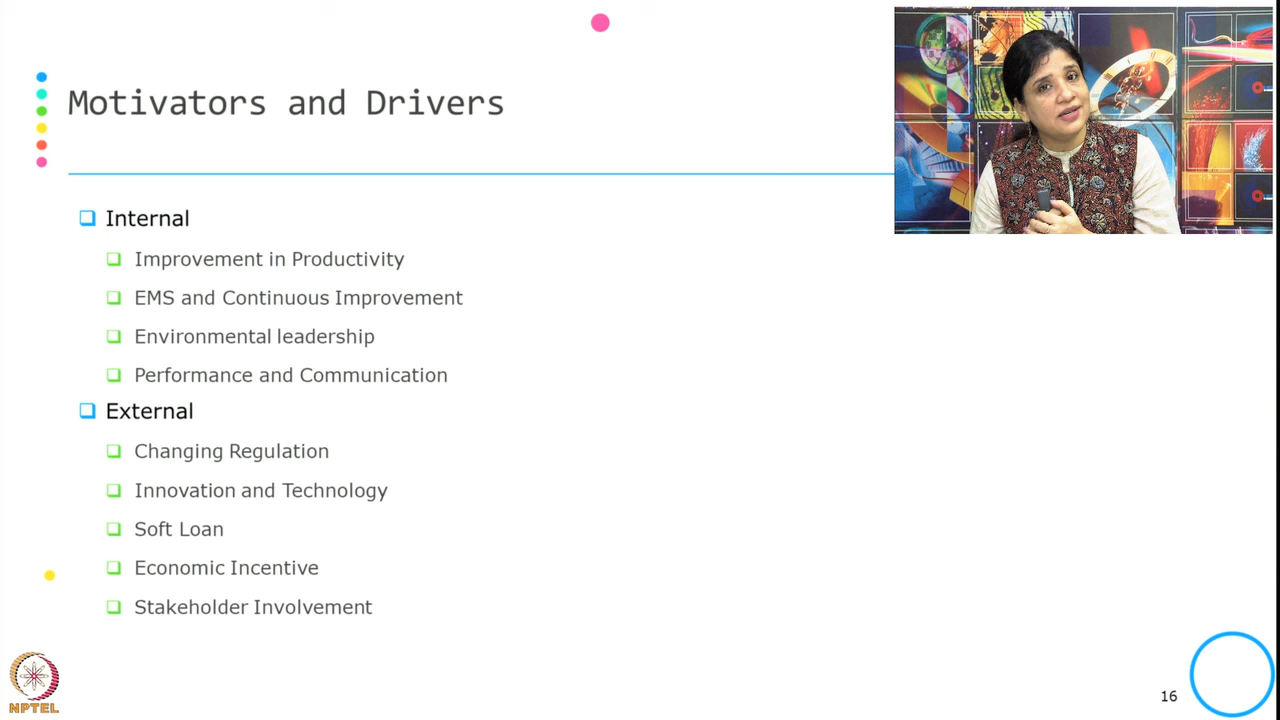 Motivators and Drivers
Internal
Improvement in Productivity
EMS and Continuous Improvement
Environmental leadership
Performance and Communication
External
Changing Regulation
Innovation and Technology
Soft Loan
Economic Incentive
Stakeholder Involvement
16
NPTEL